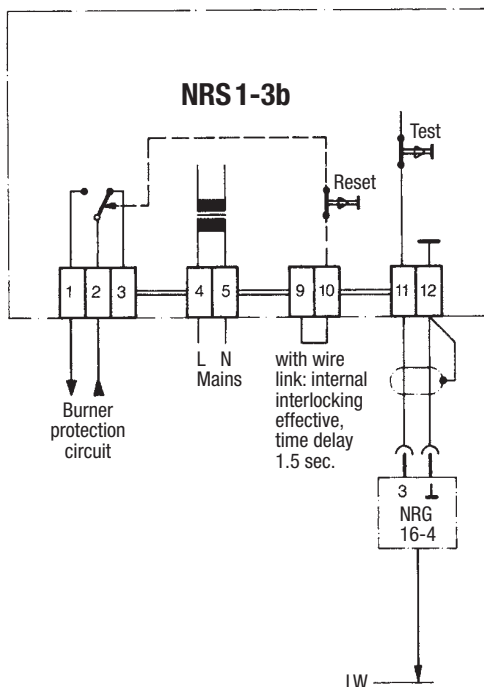 NRS 1-3b
Test
Reset
1 2 3 4 5 9 10 11 12
L N
Mains
Burner
protection
circuit
with wire
link: internal
interlocking
effective,
time delay
1.5 sec.
3
NRG
16-4
LW